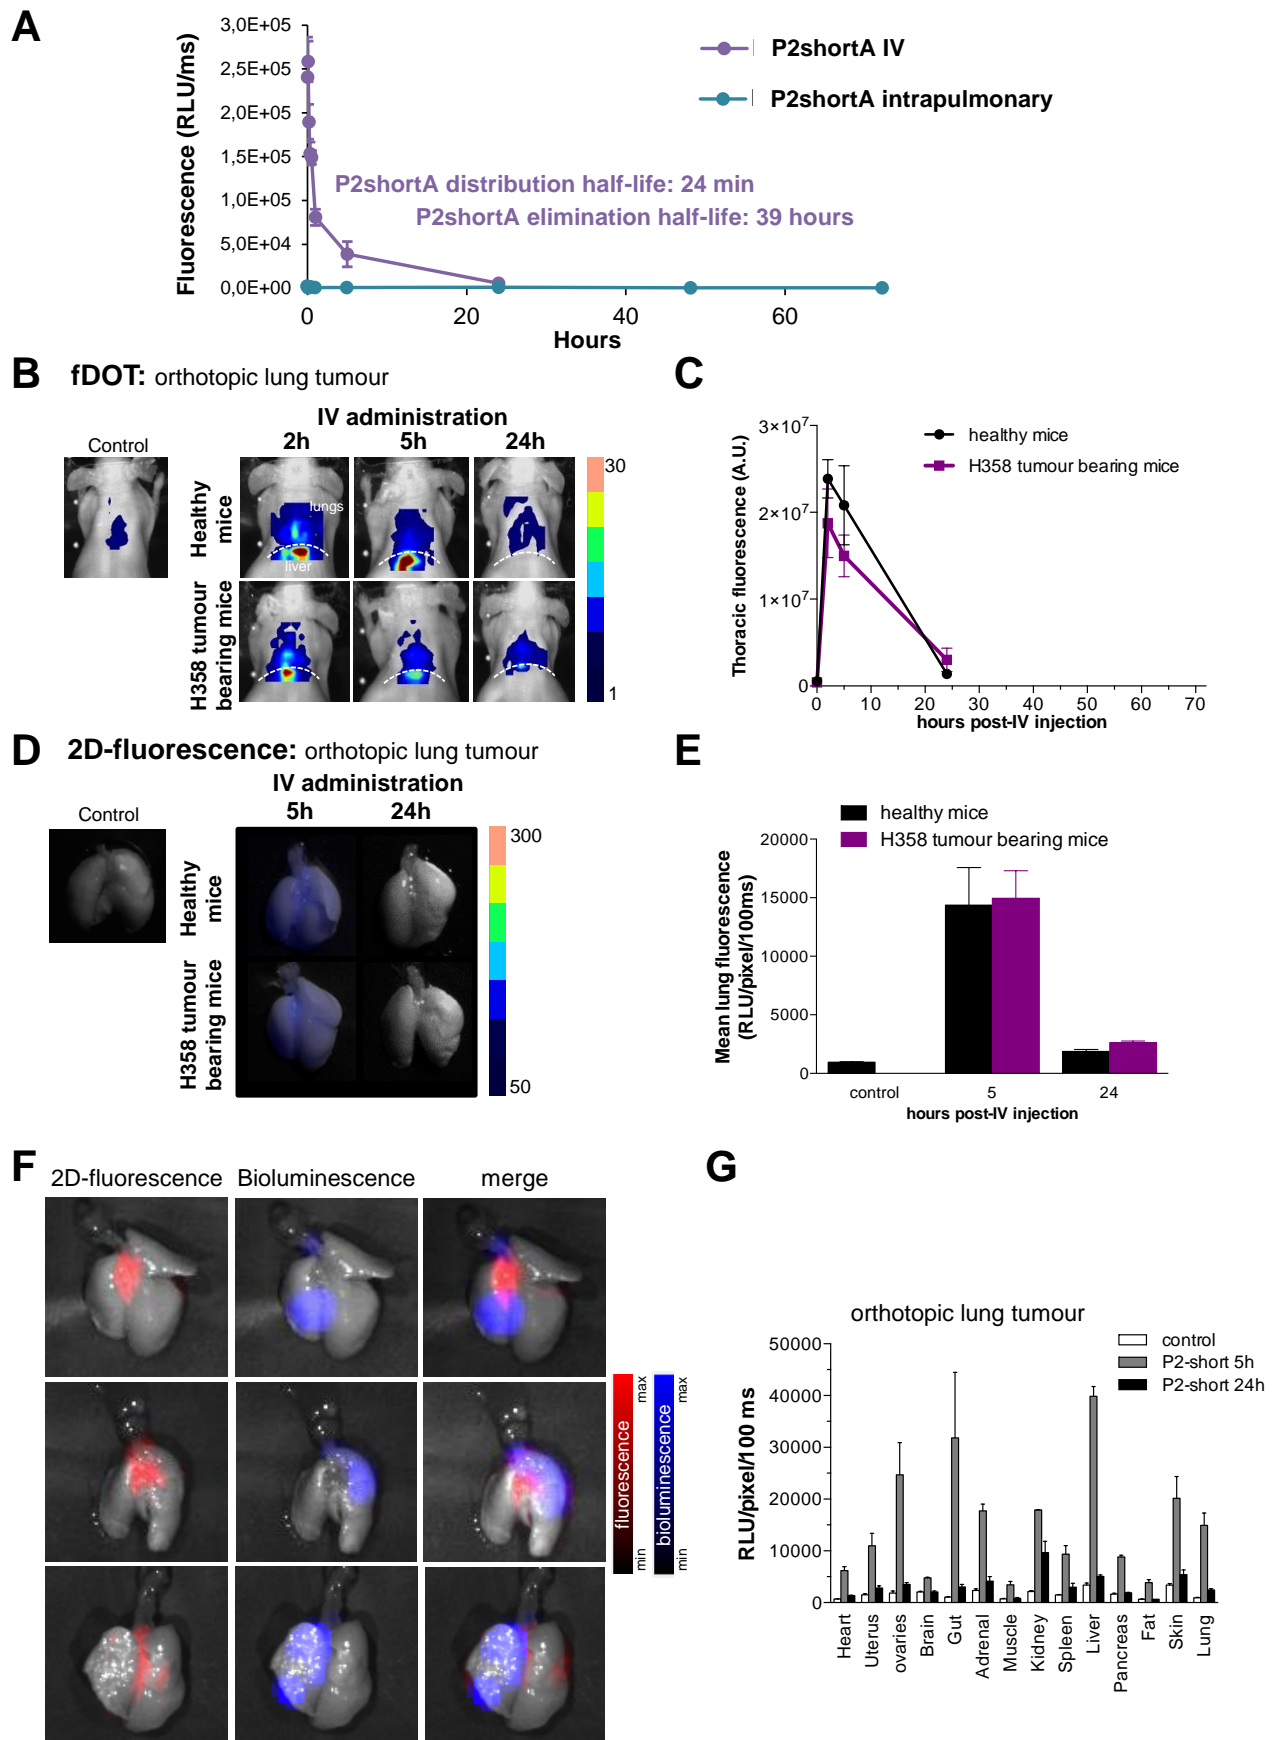 A
3,0E+05
2,5E+05
2,0E+05
1,5E+05
1,0E+05
5,0E+04
0,0E+00
Fluorescence (RLU/ms)
P2shortA IV
P2shortA intrapulmonary
P2shortA distribution half-life: 24 min
P2shortA elimination half-life: 39 hours
0 20 40 60
Hours
B fDOT: orthotopic lung tumour
IV administration
Control 2h 5h 24h
Healthy
mice
lungs
liver
H358 tumour
bearing mice
30
1
C
Thoracic fluorescence (A.U.)
3×10⁷
2×10⁷
1×10⁷
0
healthy mice
H358 tumour bearing mice
0 10 20 30 40 50 60 70
hours post-IV injection
D 2D-fluorescence: orthotopic lung tumour
IV administration
Control 5h 24h
Healthy
mice
H358 tumour
bearing mice
300
50
E
healthy mice
H358 tumour bearing mice
Mean lung fluorescence
(RLU/pixel/100ms)
20000
15000
10000
5000
0
control 5 24
hours post-IV injection
F
2D-fluorescence Bioluminescence merge
max
fluorescence
min
max
bioluminescence
min
G
orthotopic lung tumour
control
P2-short 5h
P2-short 24h
RLU/pixel/100 ms
50000
40000
30000
20000
10000
0
Heart
Uterus
ovaries
Brain
Gut
Adrenal
Muscle
Kidney
Spleen
Liver
Pancreas
Fat
Skin
Lung